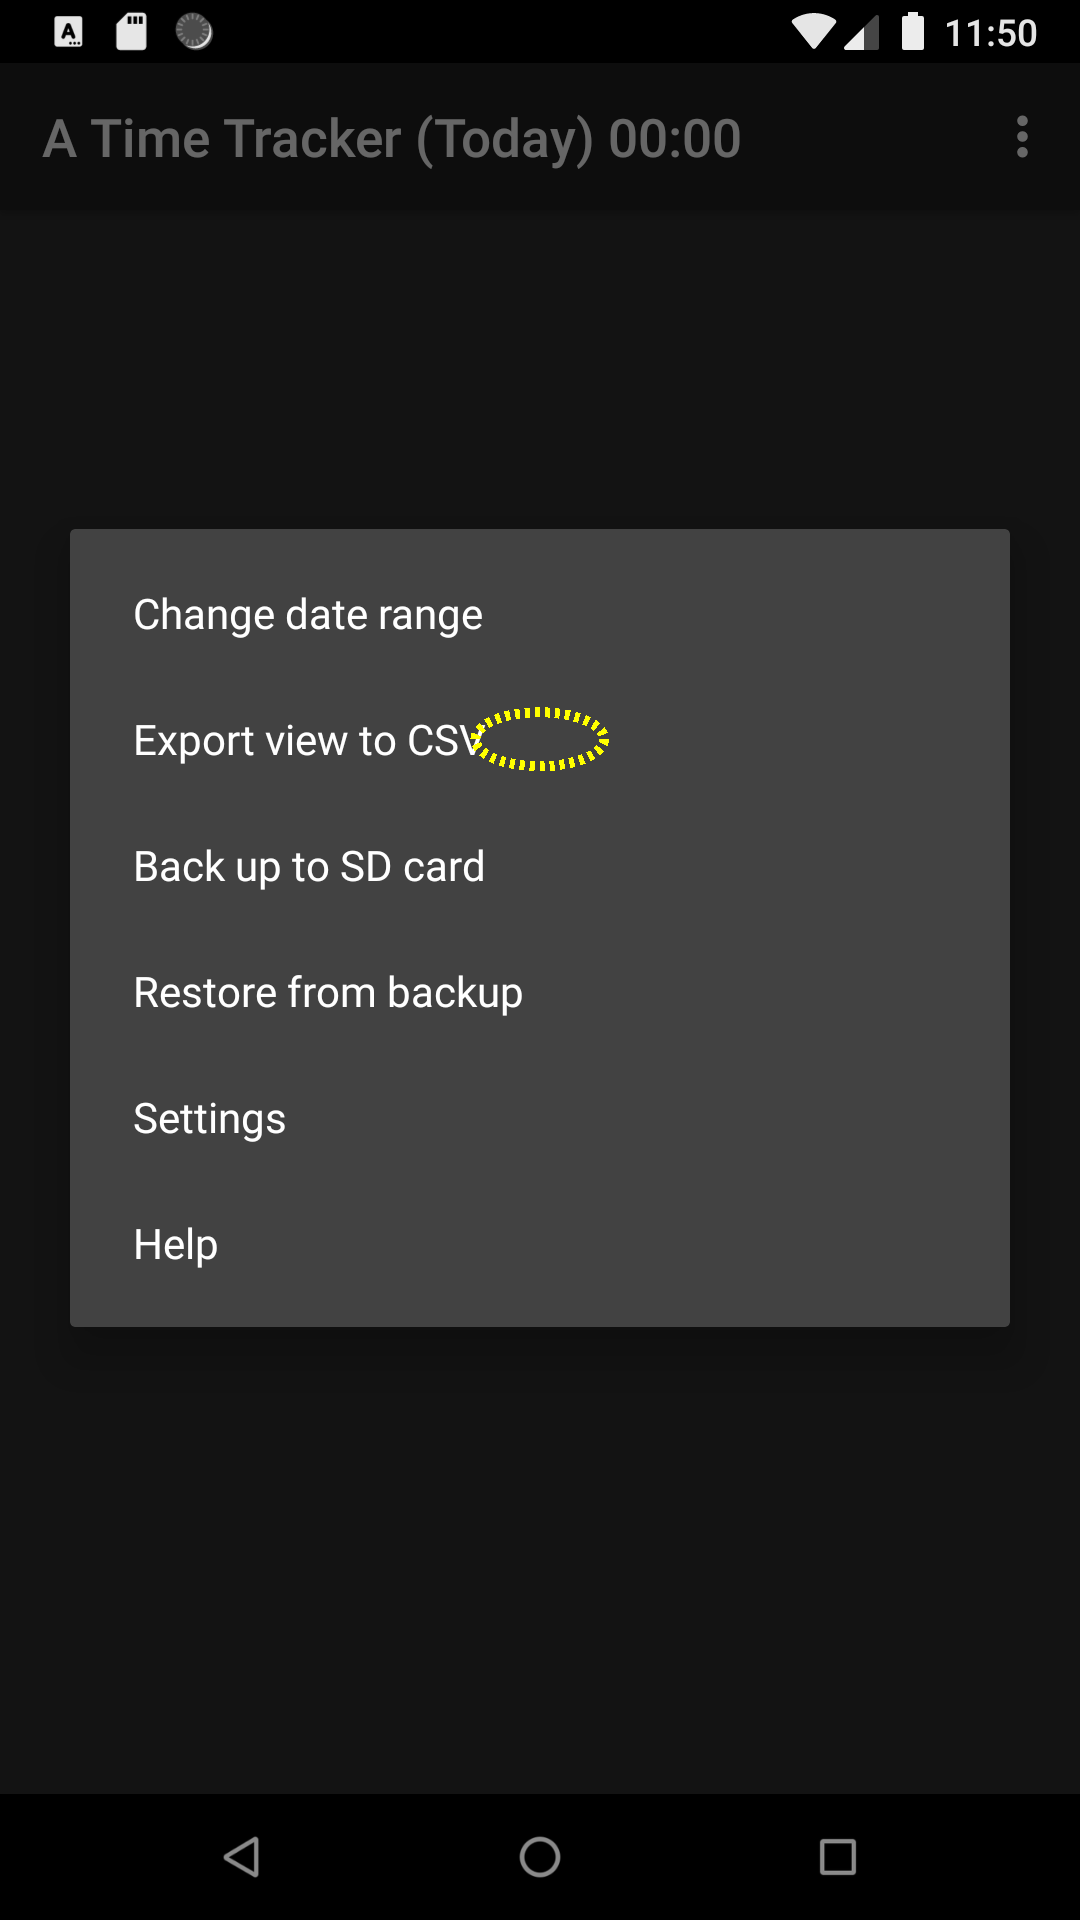 11:50
A Time Tracker (Today) 00:00
Change date range
Export view to CSV
Back up to SD card
Restore from backup
Settings
Help